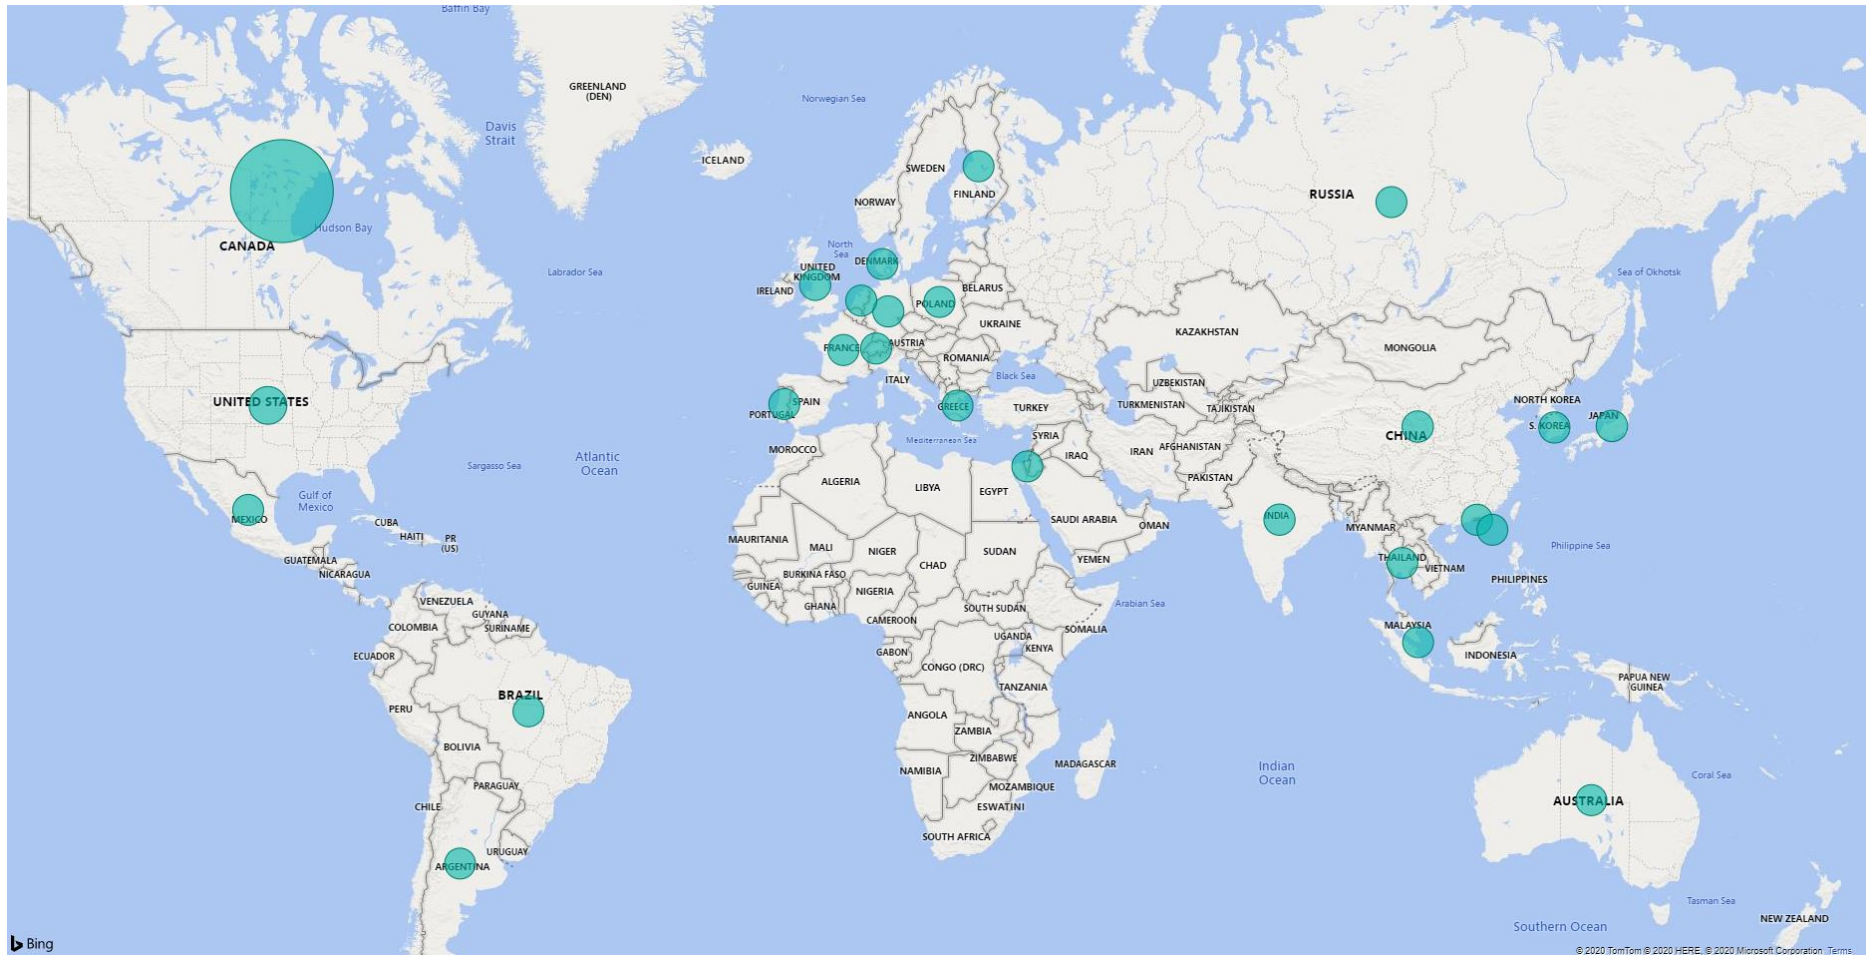 Baffin Bay
GREENLAND
(DEN)
Norwegian Sea
Davis
Strait
ICELAND
SWEDEN
FINLAND
NORWAY
RUSSIA
Hudson Bay
CANADA
North
Sea
DENMARK
UNITED
KINGDOM
IRELAND
Labrador Sea
Sea of Okhotsk
BELARUS
POLAND
UKRAINE
KAZAKHSTAN
MONGOLIA
FRANCE
AUSTRIA
ROMANIA
ITALY
Black Sea
UZBEKISTAN
UNITED STATES
SPAIN
PORTUGAL
GREECE
TURKEY
TURKMENISTAN
TAJIKISTAN
NORTH KOREA
JAPAN
S. KOREA
CHINA
Mediterranean Sea
SYRIA
MOROCCO
IRAQ
IRAN
AFGHANISTAN
PAKISTAN
Atlantic
Ocean
Sargasso Sea
ALGERIA
LIBYA
EGYPT
Gulf of
Mexico
MEXICO
CUBA
HAITI
PR
(US)
SAUDI ARABIA
OMAN
INDIA
MYANMAR
Philippine Sea
MAURITANIA
MALI
NIGER
CHAD
SUDAN
YEMEN
THAILAND
VIETNAM
PHILIPPINES
GUATEMALA
NICARAGUA
BURKINA FASO
GUINEA
NIGERIA
GHANA
CAMEROON
SOUTH SUDAN
Arabian Sea
SOMALIA
VENEZUELA
GUYANA
SURINAME
COLOMBIA
ECUADOR
UGANDA
KENYA
GABON
CONGO (DRC)
MALAYSIA
INDONESIA
TANZANIA
PAPUA NEW
GUINEA
BRAZIL
PERU
ANGOLA
ZAMBIA
BOLIVIA
ZIMBABWE
NAMIBIA
MADAGASCAR
Indian
Ocean
Coral Sea
PARAGUAY
MOZAMBIQUE
CHILE
ESWATINI
AUSTRALIA
SOUTH AFRICA
URUGUAY
ARGENTINA
Tasman Sea
NEW ZEALAND
Southern Ocean
Bing
© 2020 TomTom © 2020 HERE, © 2020 Microsoft Corporation Terms